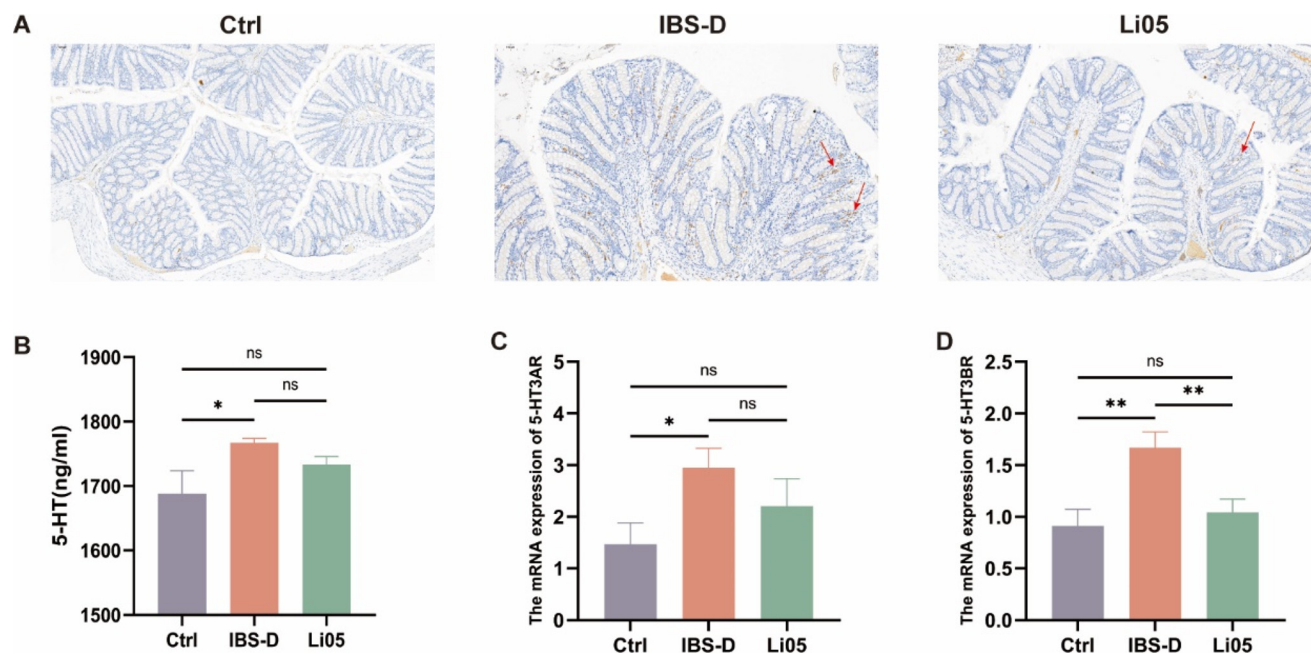 A
Ctrl
IBS-D
Li05
B
5-HT(ng/ml)
1900
1800
1700
1600
1500
ns
ns
*
Ctrl
IBS-D
Li05
C
The mRNA expression of 5-HT3AR
5
4
3
2
1
0
ns
ns
*
Ctrl
IBS-D
Li05
D
The mRNA expression of 5-HT3BR
2.5
2.0
1.5
1.0
0.5
0.0
ns
**
**
Ctrl
IBS-D
Li05